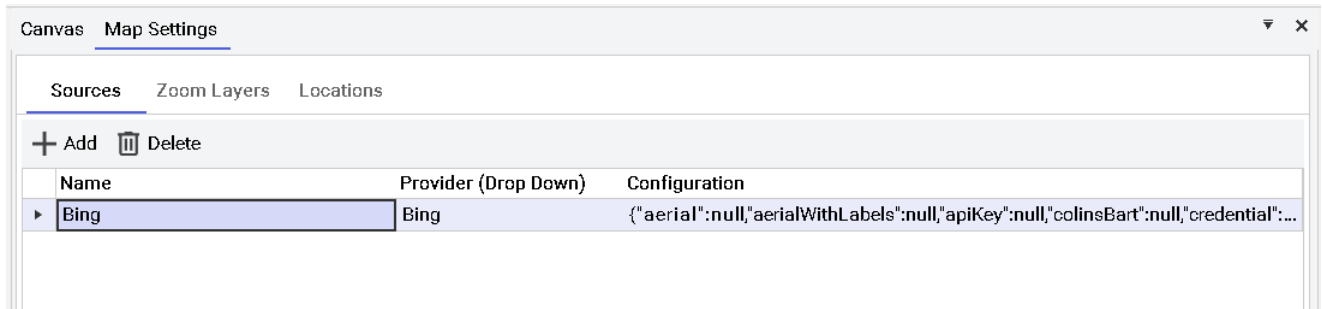 Canvas Map Settings
Sources Zoom Layers Locations
Add Delete
Name Provider (Drop Down) Configuration
Bing Bing {"aerial":null,"aerialWithLabels":null,"apiKey":null,"colinsBart":null,"credential":...